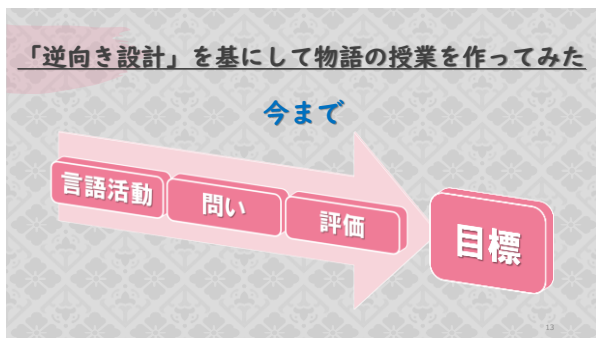 「逆向き設計」を基にして物語の授業を作ってみた
今まで
言語活動
問い
評価
目標
13